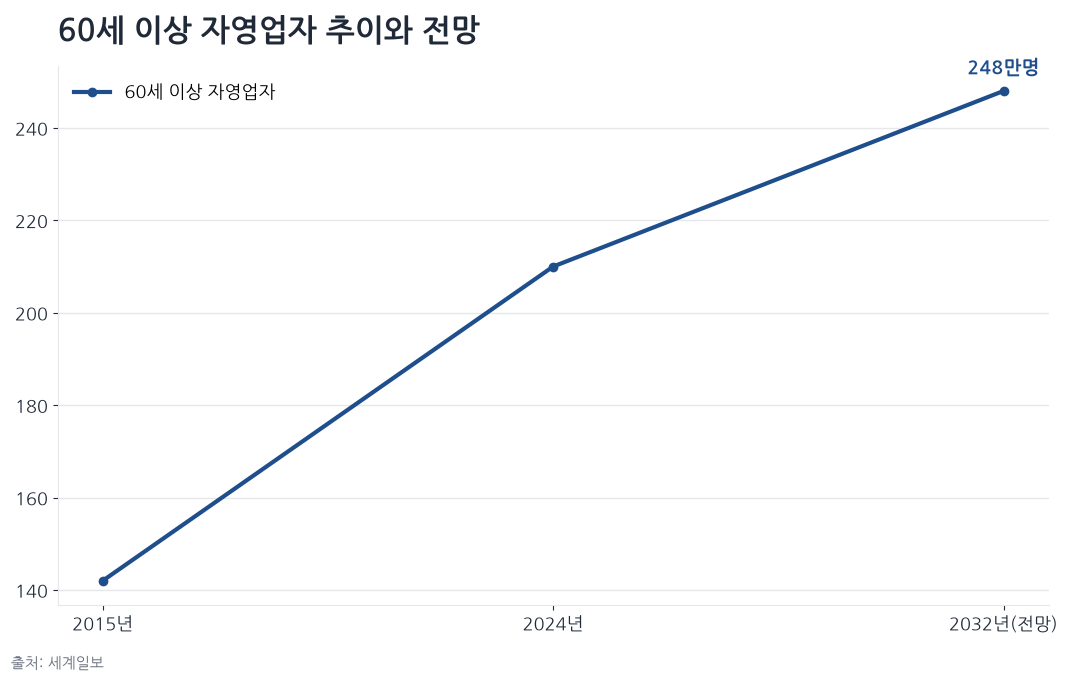 60세 이상 자영업자 추이와 전망
248만명
60세 이상 자영업자
240
220
200
180
160
140
2015년
2024년
2032년(전망)
출처: 세계일보